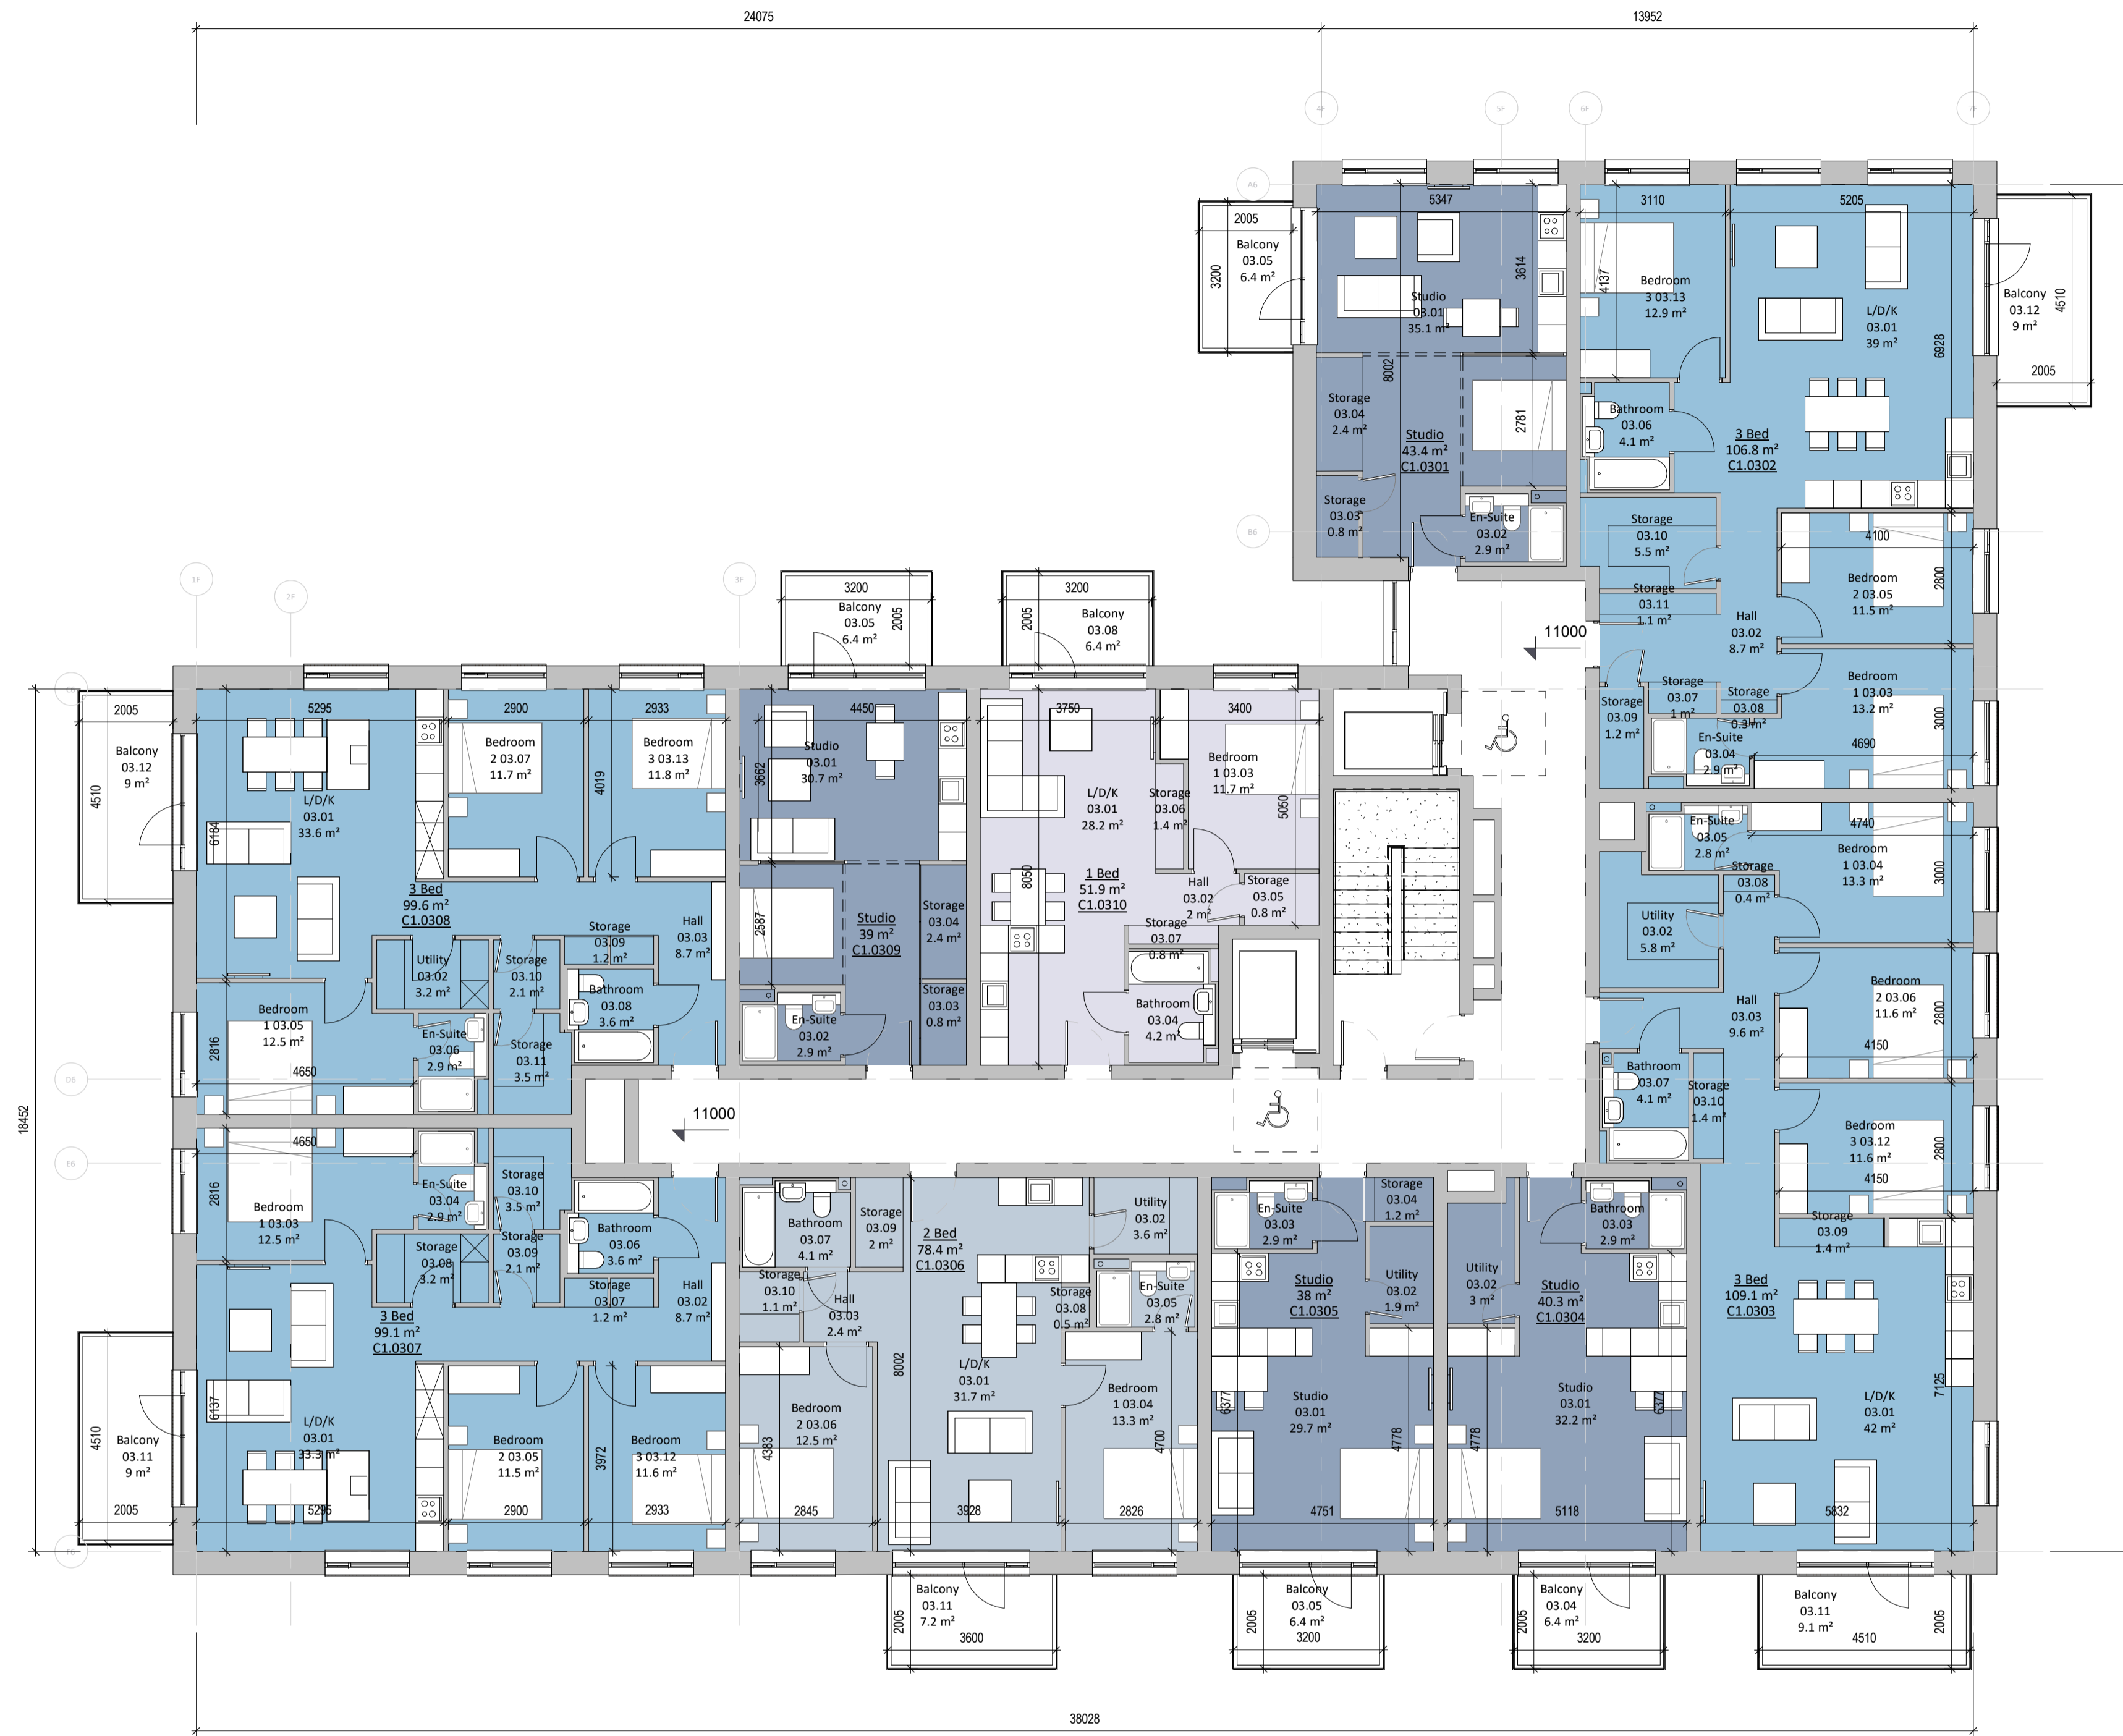 24075
13952
4F
5F
6F
7F
A6
2005
3200
Balcony
03.05
6.4 m²
5347
3614
Studio
03.01
35.1 m²
8002
Storage
03.04
2.4 m²
2781
Studio
43.4 m²
C1.0301
Storage
03.03
0.8 m²
En-Suite
03.02
2.9 m²
B6
3110
5205
4137
Bedroom
3 03.13
12.9 m²
L/D/K
03.01
39 m²
6928
Balcony
03.12
9 m²
4510
2005
Bathroom
03.06
4.1 m²
3 Bed
106.8 m²
C1.0302
Storage
03.10
5.5 m²
4100
Bedroom
2 03.05
11.5 m²
2800
Storage
03.11
1.1 m²
Hall
03.02
8.7 m²
11000
Bedroom
1 03.03
13.2 m²
3000
Storage
03.07
1 m²
Storage
03.08
0.3 m²
Storage
03.09
1.2 m²
En-Suite
03.04
2.9 m²
4690
1F
2F
3F
3200
Balcony
03.05
6.4 m²
2005
3200
2005
Balcony
03.08
6.4 m²
C6
2005
Balcony
03.12
9 m²
4510
5295
2900
2933
Bedroom
2 03.07
11.7 m²
Bedroom
3 03.13
11.8 m²
4019
L/D/K
03.01
33.6 m²
6184
3 Bed
99.6 m²
C1.0308
Storage
03.09
1.2 m²
Hall
03.03
8.7 m²
Utility
03.02
3.2 m²
Storage
03.10
2.1 m²
Bathroom
03.08
3.6 m²
Bedroom
1 03.05
12.5 m²
2816
En-Suite
03.06
2.9 m²
Storage
03.11
3.5 m²
4650
4450
Studio
03.01
30.7 m²
3662
2587
Studio
39 m²
C1.0309
Storage
03.04
2.4 m²
Storage
03.03
0.8 m²
En-Suite
03.02
2.9 m²
3750
3400
L/D/K
03.01
28.2 m²
Storage
03.06
1.4 m²
Bedroom
1 03.03
11.7 m²
5050
8050
1 Bed
51.9 m²
C1.0310
Hall
03.02
2 m²
Storage
03.05
0.8 m²
Storage
03.07
0.8 m²
Bathroom
03.04
4.2 m²
En-Suite
03.05
2.8 m²
4740
Bedroom
1 03.04
13.3 m²
3000
Storage
03.08
0.4 m²
Utility
03.02
5.8 m²
Bedroom
2 03.06
11.6 m²
2800
Hall
03.03
9.6 m²
4150
Bathroom
03.07
4.1 m²
Storage
03.10
1.4 m²
Bedroom
3 03.12
11.6 m²
2800
4150
Storage
03.09
1.4 m²
3 Bed
109.1 m²
C1.0303
7125
L/D/K
03.01
42 m²
5832
D6
18452
11000
E6
4650
2816
Bedroom
1 03.03
12.5 m²
En-Suite
03.04
2.9 m²
Storage
03.10
3.5 m²
Bathroom
03.06
3.6 m²
Storage
03.08
3.2 m²
Storage
03.09
2.1 m²
Storage
03.07
1.2 m²
Hall
03.02
8.7 m²
3 Bed
99.1 m²
C1.0307
6137
L/D/K
03.01
33.3 m²
4510
Balcony
03.11
9 m²
2005
Bedroom
2 03.05
11.5 m²
3972
Bedroom
3 03.12
11.6 m²
5295
2900
2933
F6
Bathroom
03.07
4.1 m²
Storage
03.09
2 m²
2 Bed
78.4 m²
C1.0306
Utility
03.02
3.6 m²
Storage
03.10
1.1 m²
Hall
03.03
2.4 m²
Storage
03.08
0.5 m²
En-Suite
03.05
2.8 m²
8002
L/D/K
03.01
31.7 m²
Bedroom
2 03.06
12.5 m²
4383
Bedroom
1 03.04
13.3 m²
4700
2845
3928
2826
En-Suite
03.03
2.9 m²
Storage
03.04
1.2 m²
Studio
38 m²
C1.0305
Utility
03.02
1.9 m²
6377
Studio
03.01
29.7 m²
4778
4751
Utility
03.02
3 m²
Bathroom
03.03
2.9 m²
Studio
40.3 m²
C1.0304
Studio
03.01
32.2 m²
6377
4778
5118
Balcony
03.11
7.2 m²
2005
3600
Balcony
03.05
6.4 m²
2005
3200
Balcony
03.04
6.4 m²
2005
3200
Balcony
03.11
9.1 m²
2005
4510
38028